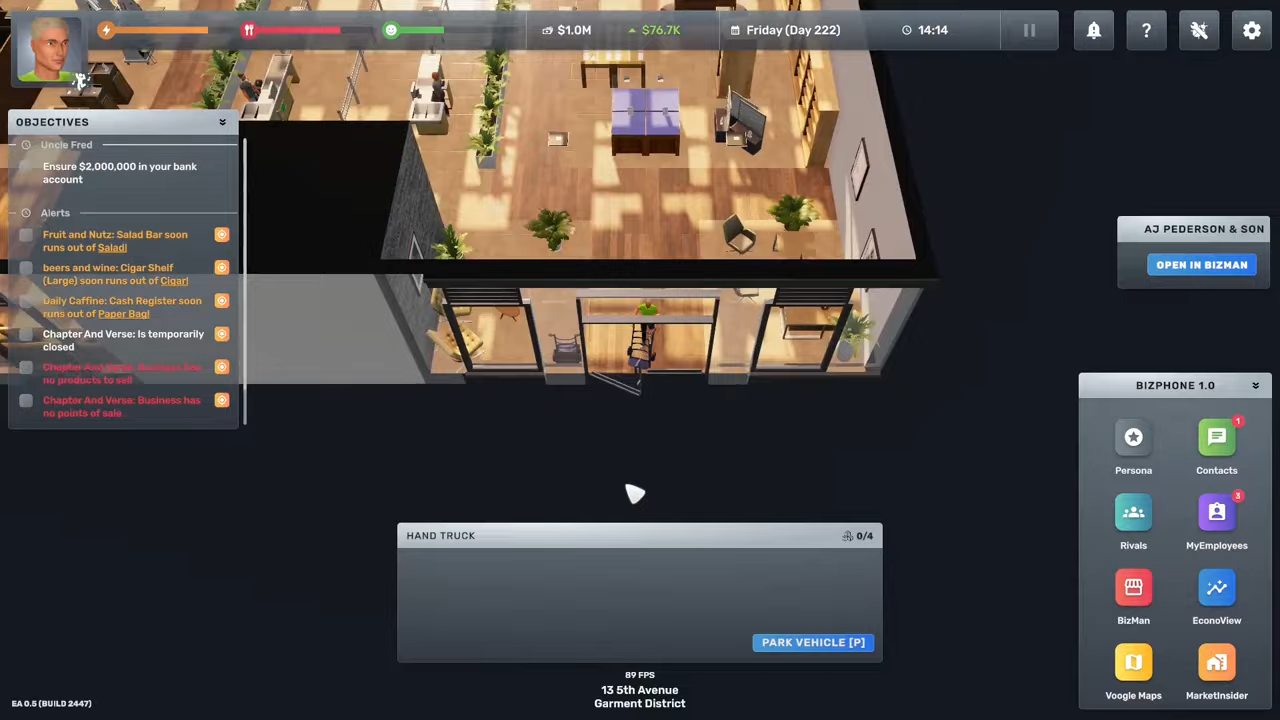 $1.0M
$76.7K
Friday (Day 222)
14:14
?
OBJECTIVES
Uncle Fred
Ensure $2,000,000 in your bank
account
Alerts
Fruit and Nutz: Salad Bar soon
runs out of Salad!
beers and wine: Cigar Shelf
(Large) soon runs out of Cigar!
Daily Caffine: Cash Register soon
runs out of Paper Bag!
Chapter And Verse: Is temporarily
closed
Chapter And Verse: Business has
no products to sell
Chapter And Verse: Business has
no points of sale
AJ PEDERSON & SON
OPEN IN BIZMAN
BIZPHONE 1.0
1
Persona
Contacts
3
Rivals
MyEmployees
BizMan
EconoView
Voogle Maps
MarketInsider
HAND TRUCK
0/4
PARK VEHICLE [P]
89 FPS
13 5th Avenue
Garment District
EA 0.5 (BUILD 2447)